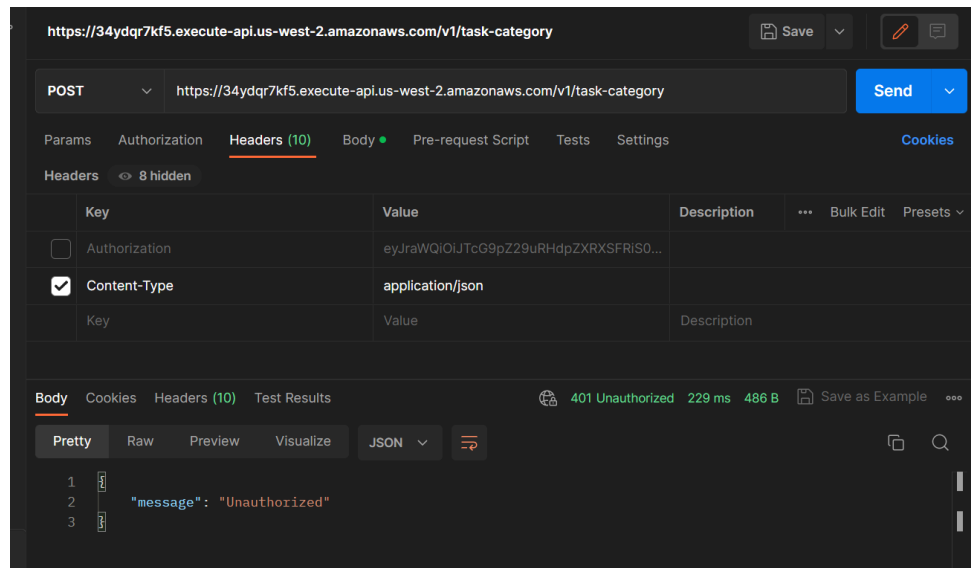 https://34ydqr7kf5.execute-api.us-west-2.amazonaws.com/v1/task-category Save
POST https://34ydqr7kf5.execute-api.us-west-2.amazonaws.com/v1/task-category Send
Params Authorization Headers (10) Body Pre-request Script Tests Settings Cookies
Headers 8 hidden
Key Value Description ••• Bulk Edit Presets
Authorization eyJraWQiOiJTcG9pZ29uRHdpZXRXSFRiS0...
Content-Type application/json
Key Value Description
Body Cookies Headers (10) Test Results 401 Unauthorized 229 ms 486 B Save as Example •••
Pretty Raw Preview Visualize JSON
1 {
2 "message": "Unauthorized"
3 }